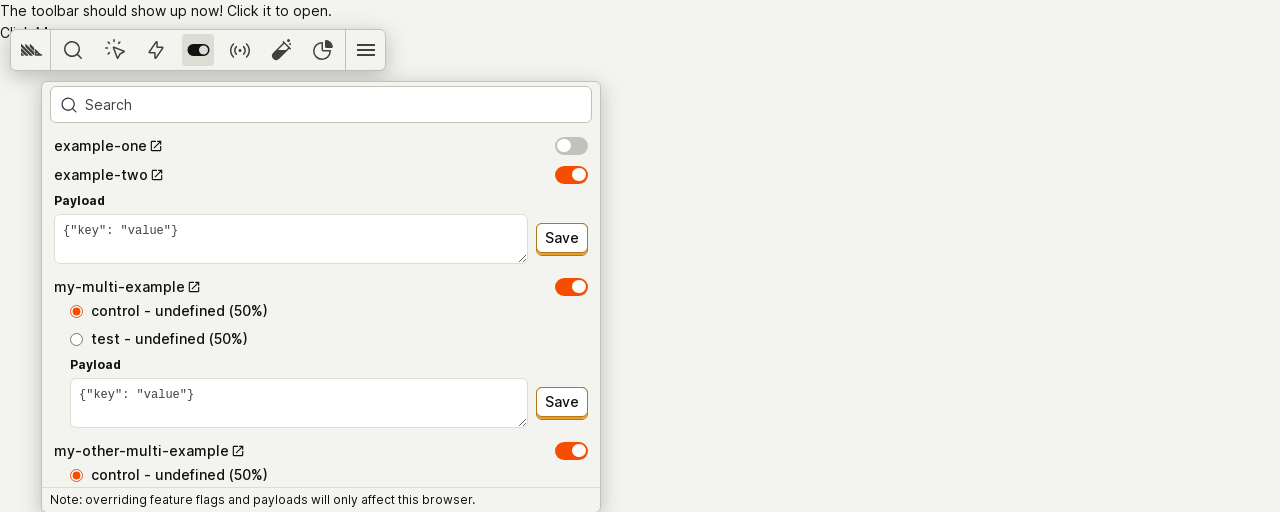 The toolbar should show up now! Click it to open.
Search
example-one
example-two
Payload
{"key": "value"}
Save
my-multi-example
control - undefined (50%)
test - undefined (50%)
Payload
{"key": "value"}
Save
my-other-multi-example
control - undefined (50%)
Note: overriding feature flags and payloads will only affect this browser.